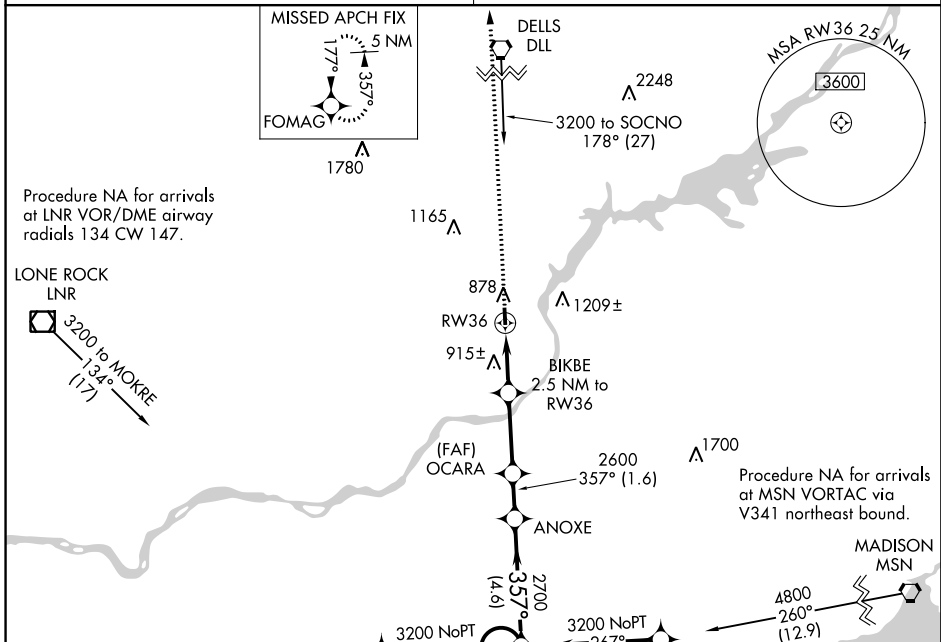 MISSED APCH FIX
5 NM
177°
357°
FOMAG
1780
DELLS
DLL
2248
3200 to SOCNO
178° (27)
MSA RW36 25 NM
3600
Procedure NA for arrivals
at LNR VOR/DME airway
radials 134 CW 147.
1165
LONE ROCK
LNR
3200 to MOKRE
134°
(17)
878
1209±
RW36
915±
BIKBE
2.5 NM to
RW36
(FAF)
OCARA
2600
357° (1.6)
1700
Procedure NA for arrivals
at MSN VORTAC via
V341 northeast bound.
ANOXE
MADISON
MSN
2700
357°
(4.6)
4800
260°
(12.9)
3200 NoPT
3200 NoPT
267°